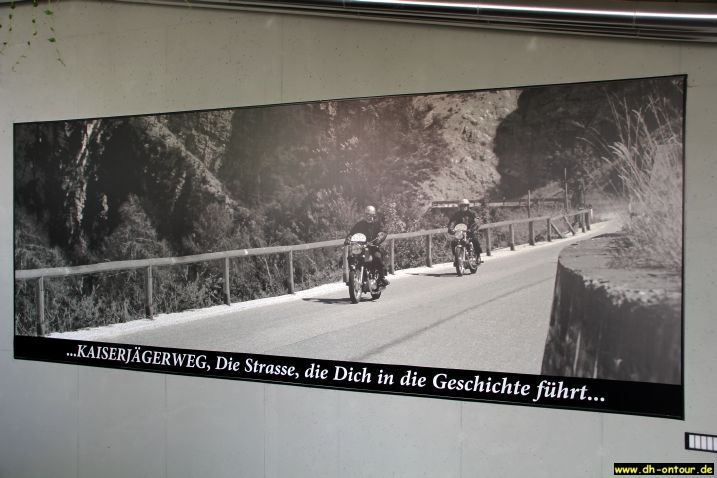 ...KAISERJÄGERWEG, Die Strasse, die Dich in die Geschichte führt...
www.dh-ontour.de